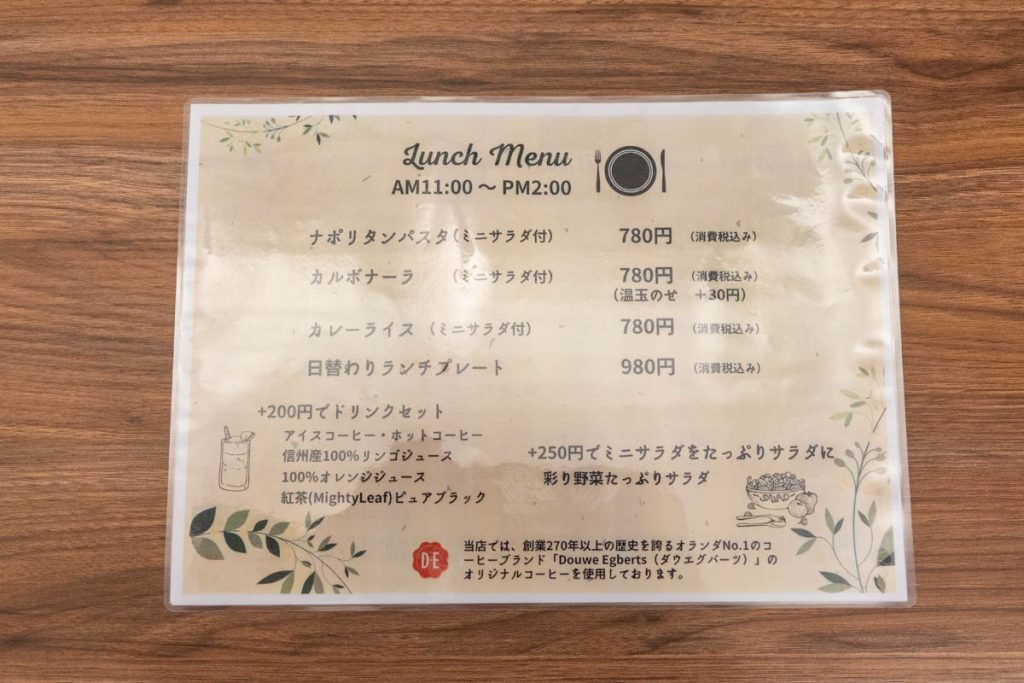 Lunch Menu
AM11:00 ～ PM2:00
ナポリタンパスタ(ミニサラダ付) 780円 (消費税込み)
カルボナーラ (ミニサラダ付) 780円 (消費税込み)
(温玉のせ ＋30円)
カレーライス (ミニサラダ付) 780円 (消費税込み)
日替わりランチプレート 980円 (消費税込み)
+200円でドリンクセット
アイスコーヒー・ホットコーヒー
信州産100%リンゴジュース
100%オレンジジュース
紅茶(MightyLeaf)ピュアブラック
+250円でミニサラダをたっぷりサラダに
彩り野菜たっぷりサラダ
D·E
当店では、創業270年以上の歴史を誇るオランダNo.1のコ
ーヒーブランド「Douwe Egberts（ダウエグバーツ）」の
オリジナルコーヒーを使用しております。